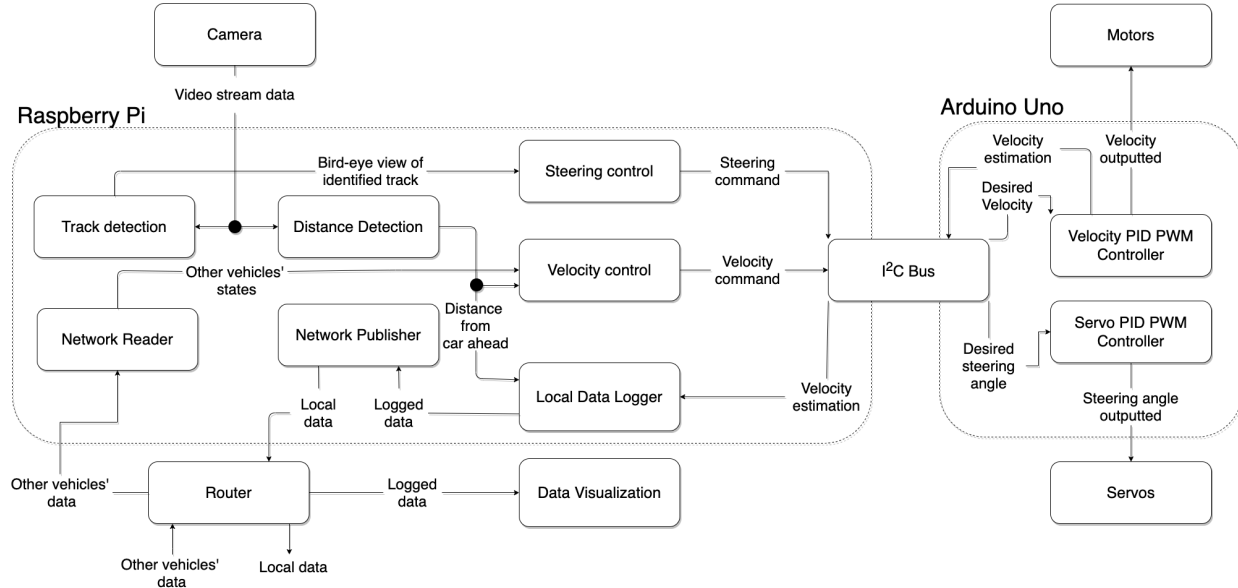 Camera
Motors
Video stream data
Raspberry Pi
Arduino Uno
Bird-eye view of
identified track
Steering control
Steering
command
Velocity
estimation
Velocity
outputted
Track detection
Distance Detection
Desired
Velocity
Velocity PID PWM
Controller
Other vehicles'
states
Velocity control
Velocity
command
I²C Bus
Network Reader
Network Publisher
Distance
from
car ahead
Servo PID PWM
Controller
Desired
steering
angle
Local
data
Logged
data
Local Data Logger
Velocity
estimation
Steering angle
outputted
Other vehicles'
data
Router
Logged
data
Data Visualization
Servos
Other vehicles'
data
Local data